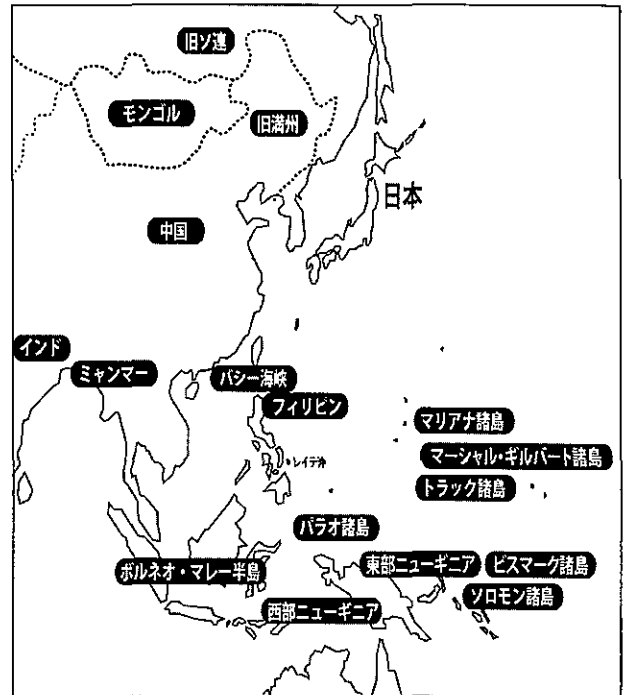 旧ソ連
モンゴル
旧満州
日本
中国
インド
ミャンマー
バシー海峡
フィリピン
マリアナ諸島
マーシャル・ギルバート諸島
レイテ沖
トラック諸島
パラオ諸島
ボルネオ・マレー半島
東部ニューギニア
ビスマーク諸島
ソロモン諸島
西部ニューギニア